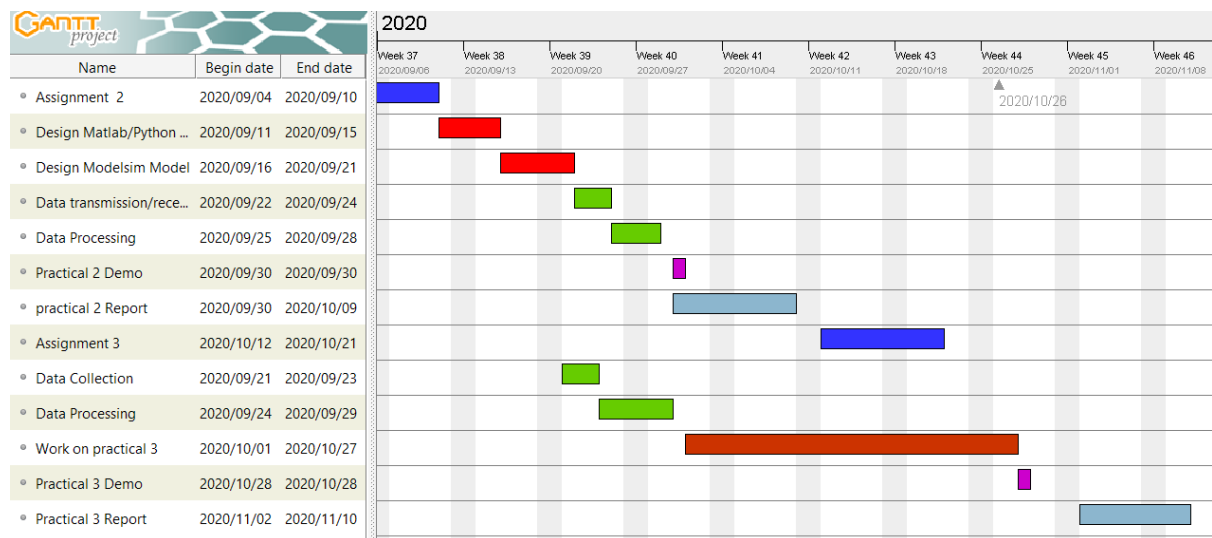 GANTT
project
2020
Week 37 Week 38 Week 39 Week 40 Week 41 Week 42 Week 43 Week 44 Week 45 Week 46
2020/09/06 2020/09/13 2020/09/20 2020/09/27 2020/10/04 2020/10/11 2020/10/18 2020/10/25 2020/11/01 2020/11/08
Name Begin date End date
Assignment 2 2020/09/04 2020/09/10
2020/10/26
Design Matlab/Python ... 2020/09/11 2020/09/15
Design Modelsim Model 2020/09/16 2020/09/21
Data transmission/rece... 2020/09/22 2020/09/24
Data Processing 2020/09/25 2020/09/28
Practical 2 Demo 2020/09/30 2020/09/30
practical 2 Report 2020/09/30 2020/10/09
Assignment 3 2020/10/12 2020/10/21
Data Collection 2020/09/21 2020/09/23
Data Processing 2020/09/24 2020/09/29
Work on practical 3 2020/10/01 2020/10/27
Practical 3 Demo 2020/10/28 2020/10/28
Practical 3 Report 2020/11/02 2020/11/10